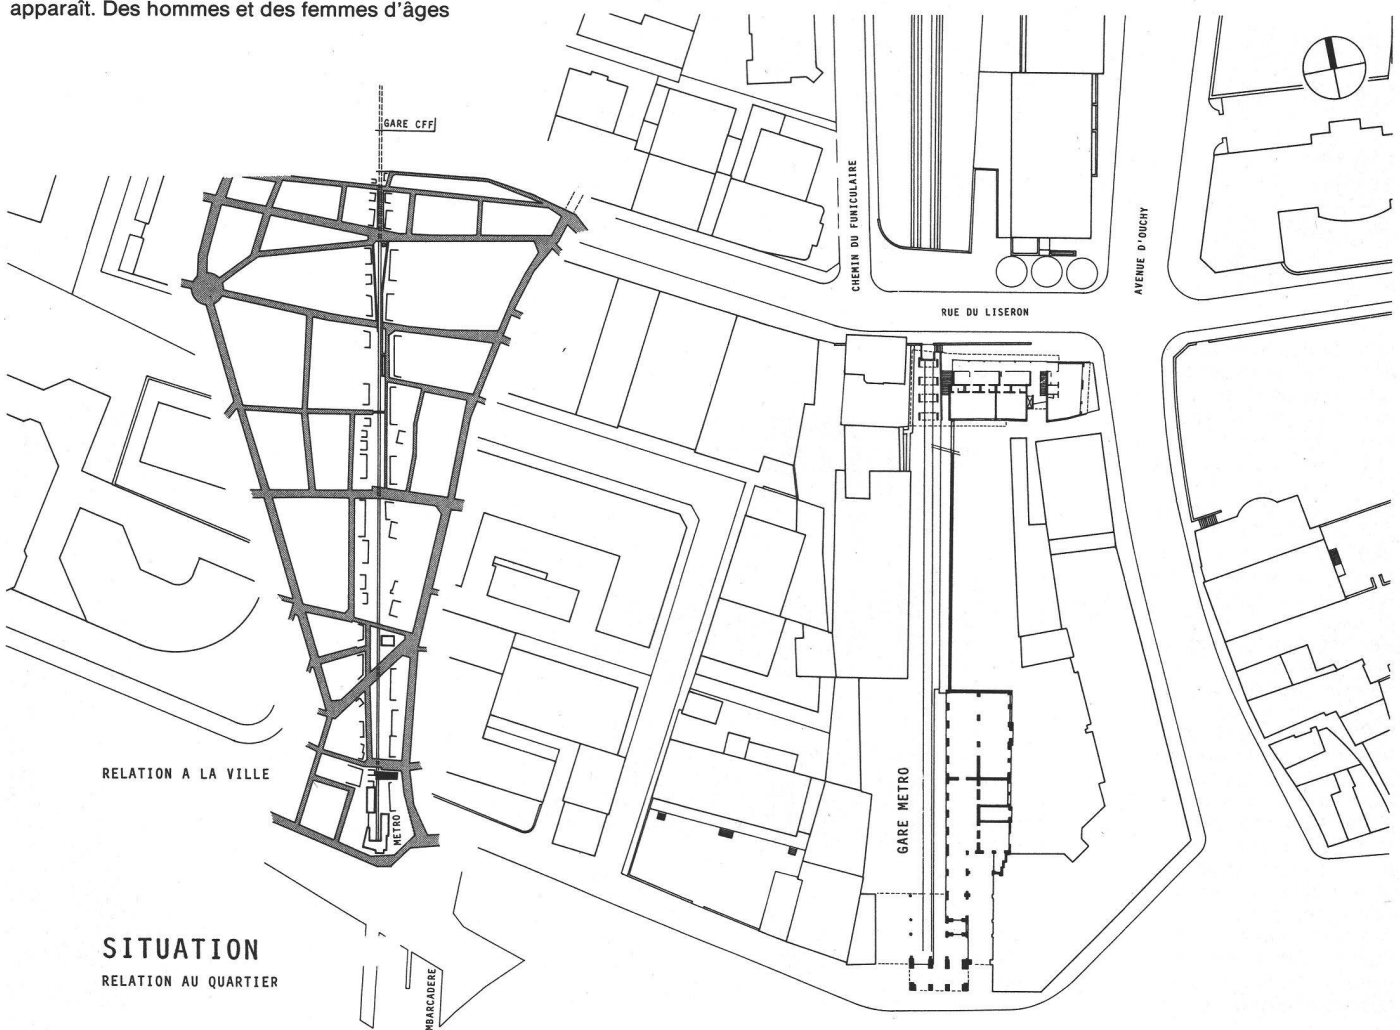 apparaît. Des hommes et des femmes d'âges
GARE CFF
CHEMIN DU FUNICULAIRE
AVENUE D'OUCHY
RUE DU LISERON
RELATION A LA VILLE
METRO
GARE METRO
SITUATION
RELATION AU QUARTIER
MBARCADERE